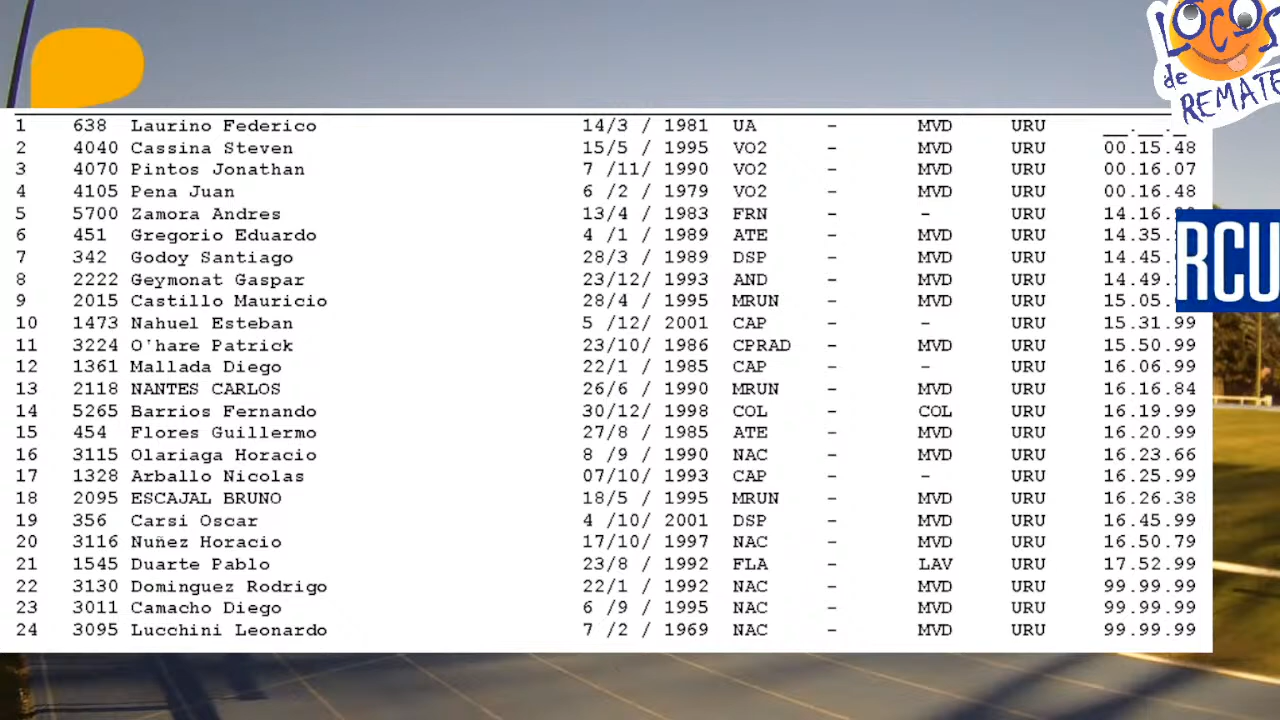 LOCOS
de
REMATE
1 638 Laurino Federico 14/3 / 1981 UA - MVD URU __.__._
2 4040 Cassina Steven 15/5 / 1995 VO2 - MVD URU 00.15.48
3 4070 Pintos Jonathan 7 /11/ 1990 VO2 - MVD URU 00.16.07
4 4105 Pena Juan 6 /2 / 1979 VO2 - MVD URU 00.16.48
5 5700 Zamora Andres 13/4 / 1983 FRN - - URU 14.16.
6 451 Gregorio Eduardo 4 /1 / 1989 ATE - MVD URU 14.35.
7 342 Godoy Santiago 28/3 / 1989 DSP - MVD URU 14.45.
8 2222 Geymonat Gaspar 23/12/ 1993 AND - MVD URU 14.49.
9 2015 Castillo Mauricio 28/4 / 1995 MRUN - MVD URU 15.05.
10 1473 Nahuel Esteban 5 /12/ 2001 CAP - - URU 15.31.99
11 3224 O'hare Patrick 23/10/ 1986 CPRAD - MVD URU 15.50.99
12 1361 Mallada Diego 22/1 / 1985 CAP - - URU 16.06.99
13 2118 NANTES CARLOS 26/6 / 1990 MRUN - MVD URU 16.16.84
14 5265 Barrios Fernando 30/12/ 1998 COL - COL URU 16.19.99
15 454 Flores Guillermo 27/8 / 1985 ATE - MVD URU 16.20.99
16 3115 Olariaga Horacio 8 /9 / 1990 NAC - MVD URU 16.23.66
17 1328 Arballo Nicolas 07/10/ 1993 CAP - - URU 16.25.99
18 2095 ESCAJAL BRUNO 18/5 / 1995 MRUN - MVD URU 16.26.38
19 356 Carsi Oscar 4 /10/ 2001 DSP - MVD URU 16.45.99
20 3116 Nuñez Horacio 17/10/ 1997 NAC - MVD URU 16.50.79
21 1545 Duarte Pablo 23/8 / 1992 FLA - LAV URU 17.52.99
22 3130 Dominguez Rodrigo 22/1 / 1992 NAC - MVD URU 99.99.99
23 3011 Camacho Diego 6 /9 / 1995 NAC - MVD URU 99.99.99
24 3095 Lucchini Leonardo 7 /2 / 1969 NAC - MVD URU 99.99.99
RCU